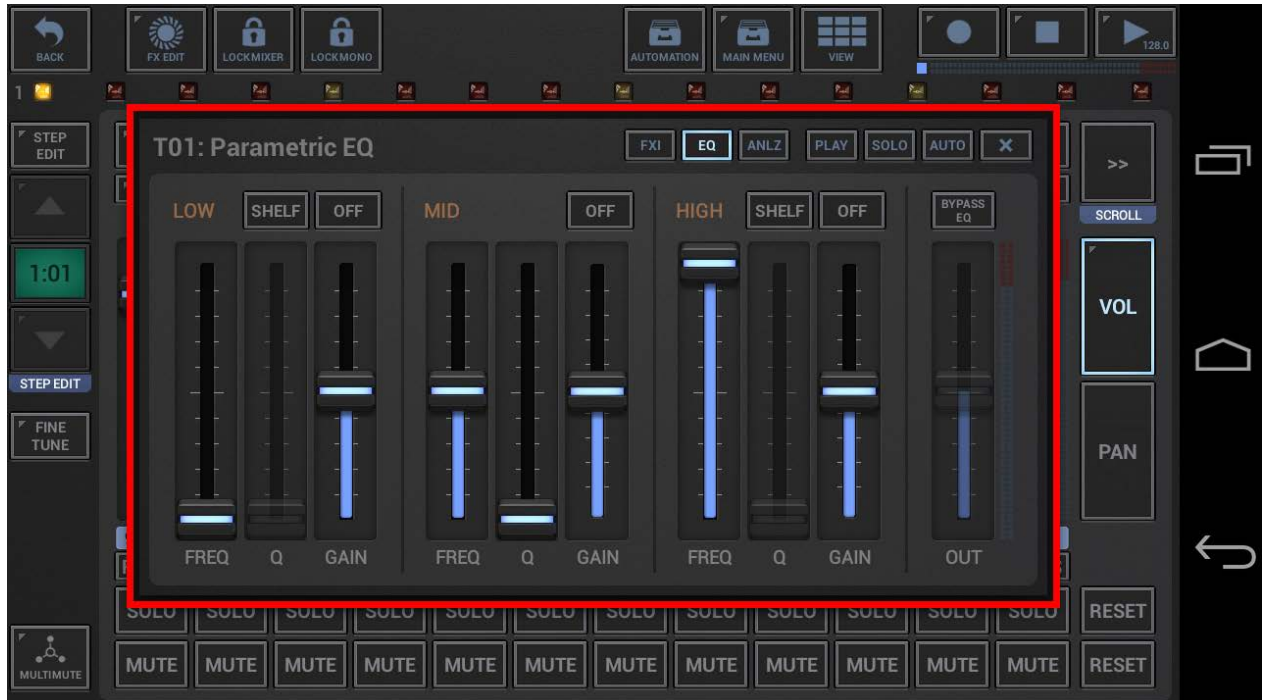 BACK
FX EDIT
LOCKMIXER
LOCKMONO
AUTOMATION
MAIN MENU
VIEW
128.0
1
STEP
EDIT
1:01
STEP EDIT
FINE
TUNE
MULTIMUTE
T01: Parametric EQ
FXI
EQ
ANLZ
PLAY
SOLO
AUTO
LOW
SHELF
OFF
MID
OFF
HIGH
SHELF
OFF
BYPASS
EQ
FREQ
Q
GAIN
FREQ
Q
GAIN
FREQ
Q
GAIN
OUT
>>
SCROLL
VOL
PAN
SOLO SOLO SOLO SOLO SOLO SOLO SOLO SOLO SOLO SOLO SOLO SOLO RESET
MUTE MUTE MUTE MUTE MUTE MUTE MUTE MUTE MUTE MUTE MUTE MUTE RESET